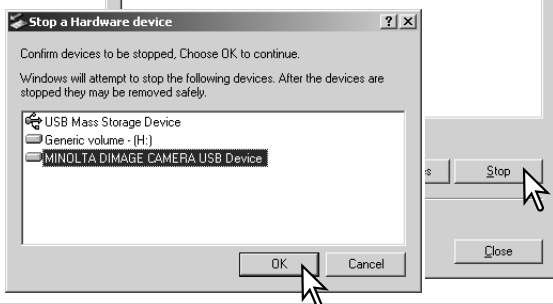 Stop a Hardware device
Confirm devices to be stopped, Choose OK to continue.
Windows will attempt to stop the following devices. After the devices are
stopped they may be removed safely.
USB Mass Storage Device
Generic volume - (H:)
MINOLTA DIMAGE CAMERA USB Device
Stop
OK
Cancel
Close